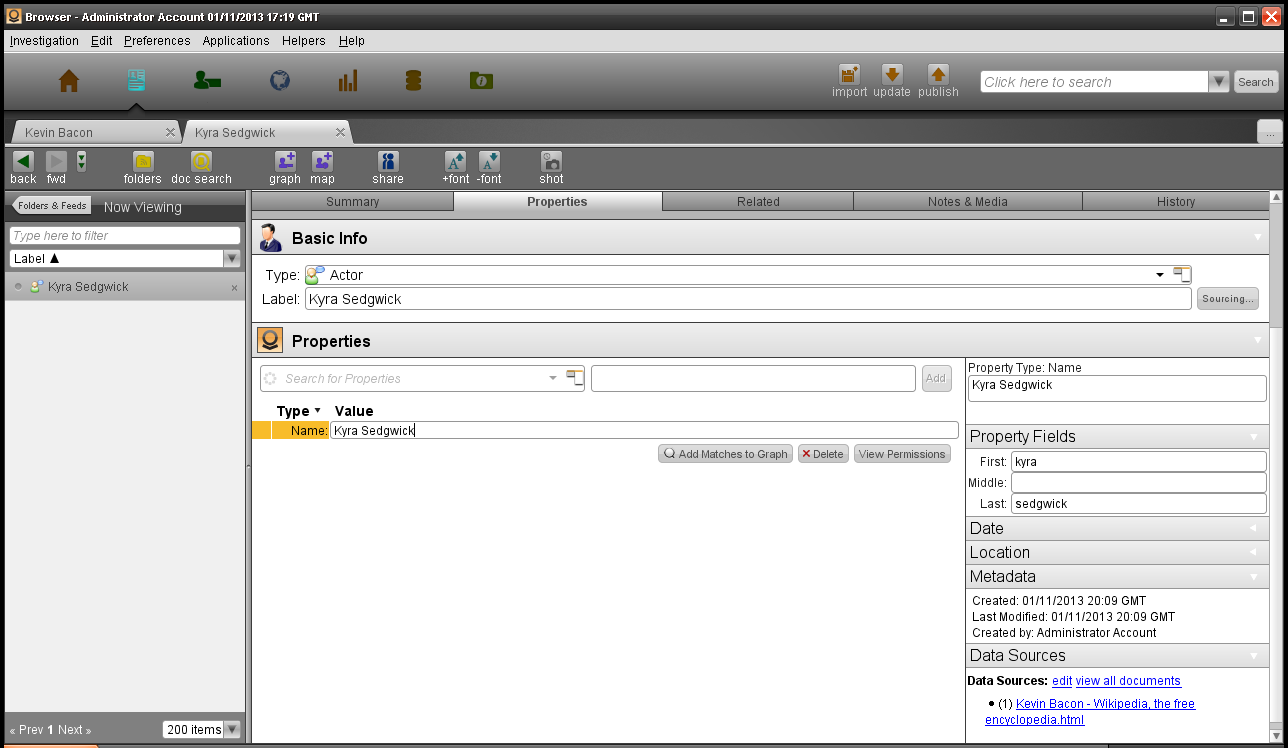 Browser - Administrator Account 01/11/2013 17:19 GMT
Investigation Edit Preferences Applications Helpers Help
import update publish
Click here to search
Search
Kevin Bacon
Kyra Sedgwick
...
back fwd folders doc search graph map share +font -font shot
Folders & Feeds
Now Viewing
Type here to filter
Label ▲
Kyra Sedgwick
« Prev 1 Next »
200 items
Summary Properties Related Notes & Media History
Basic Info
Type: Actor
Label: Kyra Sedgwick
Sourcing...
Properties
Search for Properties
Add
Type Value
Name: Kyra Sedgwick
Add Matches to Graph Delete View Permissions
Property Type: Name
Kyra Sedgwick
Property Fields
First: kyra
Middle:
Last: sedgwick
Date
Location
Metadata
Created: 01/11/2013 20:09 GMT
Last Modified: 01/11/2013 20:09 GMT
Created by: Administrator Account
Data Sources
Data Sources: edit view all documents
• (1) Kevin Bacon - Wikipedia, the free
encyclopedia.html